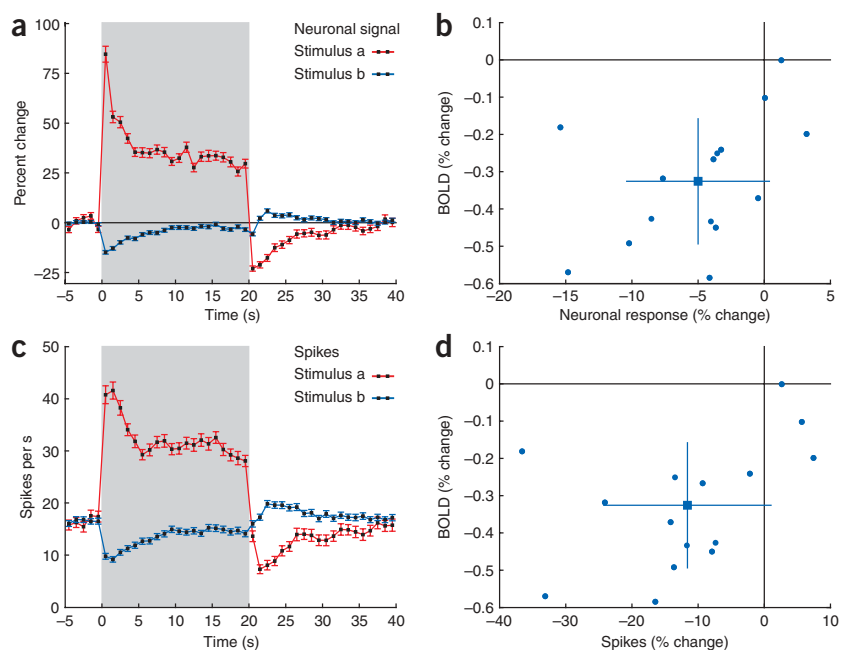 a
Neuronal signal
Stimulus a
Stimulus b
Percent change
100
75
50
25
0
−25
−5 0 5 10 15 20 25 30 35 40
Time (s)
b
BOLD (% change)
0.1
0
−0.1
−0.2
−0.3
−0.4
−0.5
−0.6
−20 −15 −10 −5 0 5
Neuronal response (% change)
c
Spikes
Stimulus a
Stimulus b
Spikes per s
50
40
30
20
10
0
−5 0 5 10 15 20 25 30 35 40
Time (s)
d
BOLD (% change)
0.1
0
−0.1
−0.2
−0.3
−0.4
−0.5
−0.6
−40 −30 −20 −10 0 10
Spikes (% change)